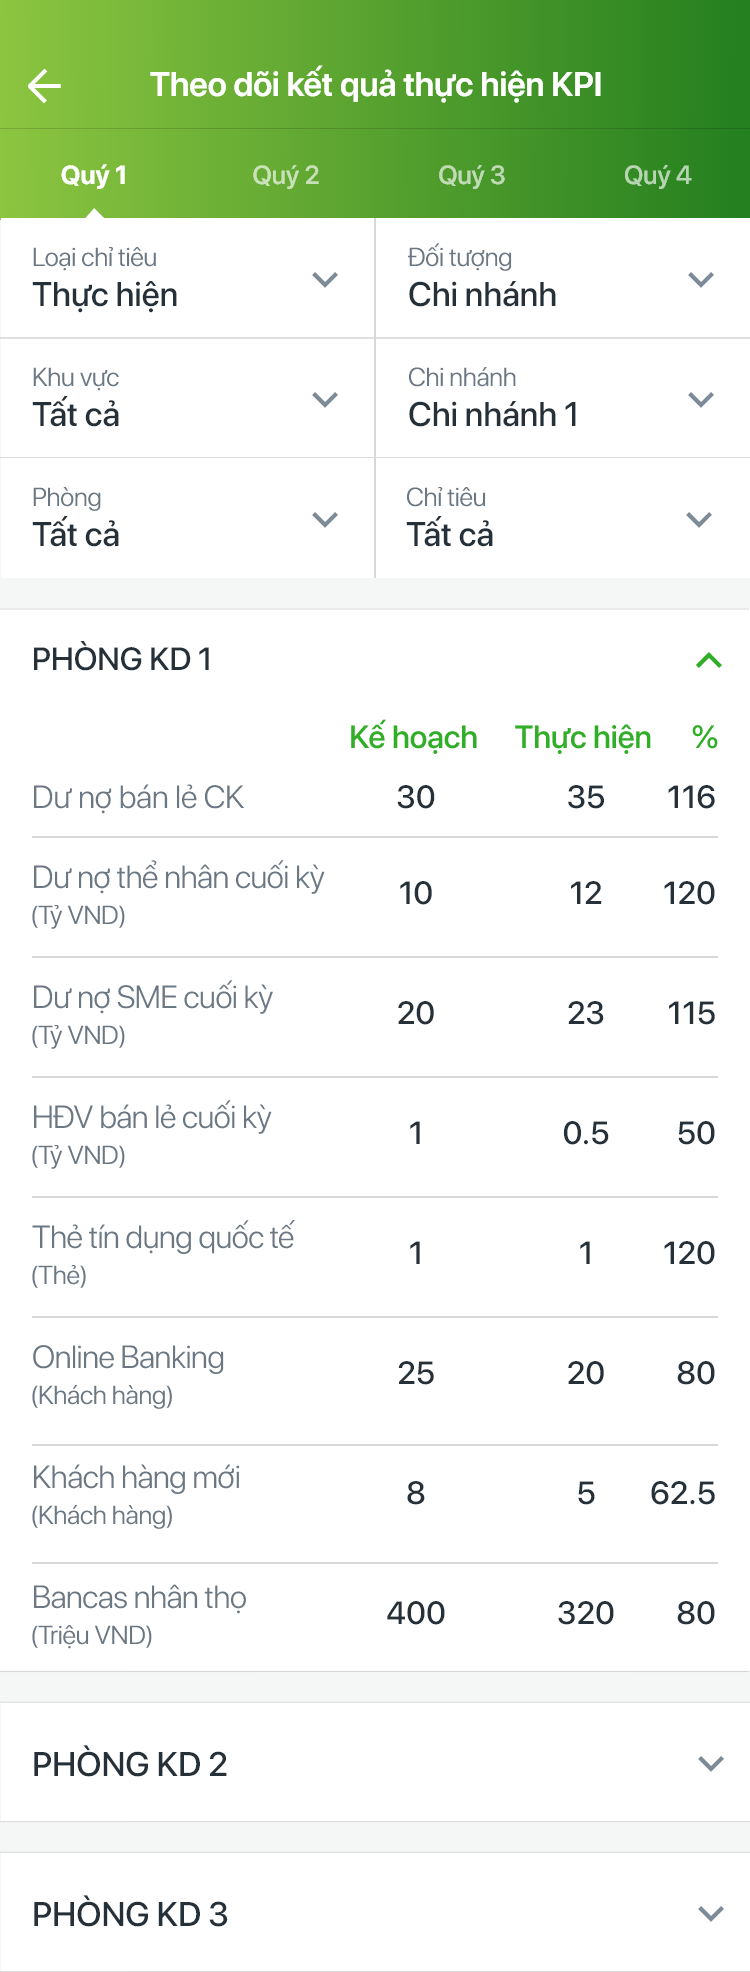 Theo dõi kết quả thực hiện KPI
Quý 1 Quý 2 Quý 3 Quý 4
Loại chỉ tiêu Đối tượng
Thực hiện Chi nhánh
Khu vực Chi nhánh
Tất cả Chi nhánh 1
Phòng Chỉ tiêu
Tất cả Tất cả
PHÒNG KD 1
Kế hoạch Thực hiện %
Dư nợ bán lẻ CK 30 35 116
Dư nợ thể nhân cuối kỳ 10 12 120
(Tỷ VND)
Dư nợ SME cuối kỳ 20 23 115
(Tỷ VND)
HĐV bán lẻ cuối kỳ 1 0.5 50
(Tỷ VND)
Thẻ tín dụng quốc tế 1 1 120
(Thẻ)
Online Banking 25 20 80
(Khách hàng)
Khách hàng mới 8 5 62.5
(Khách hàng)
Bancas nhân thọ 400 320 80
(Triệu VND)
PHÒNG KD 2
PHÒNG KD 3